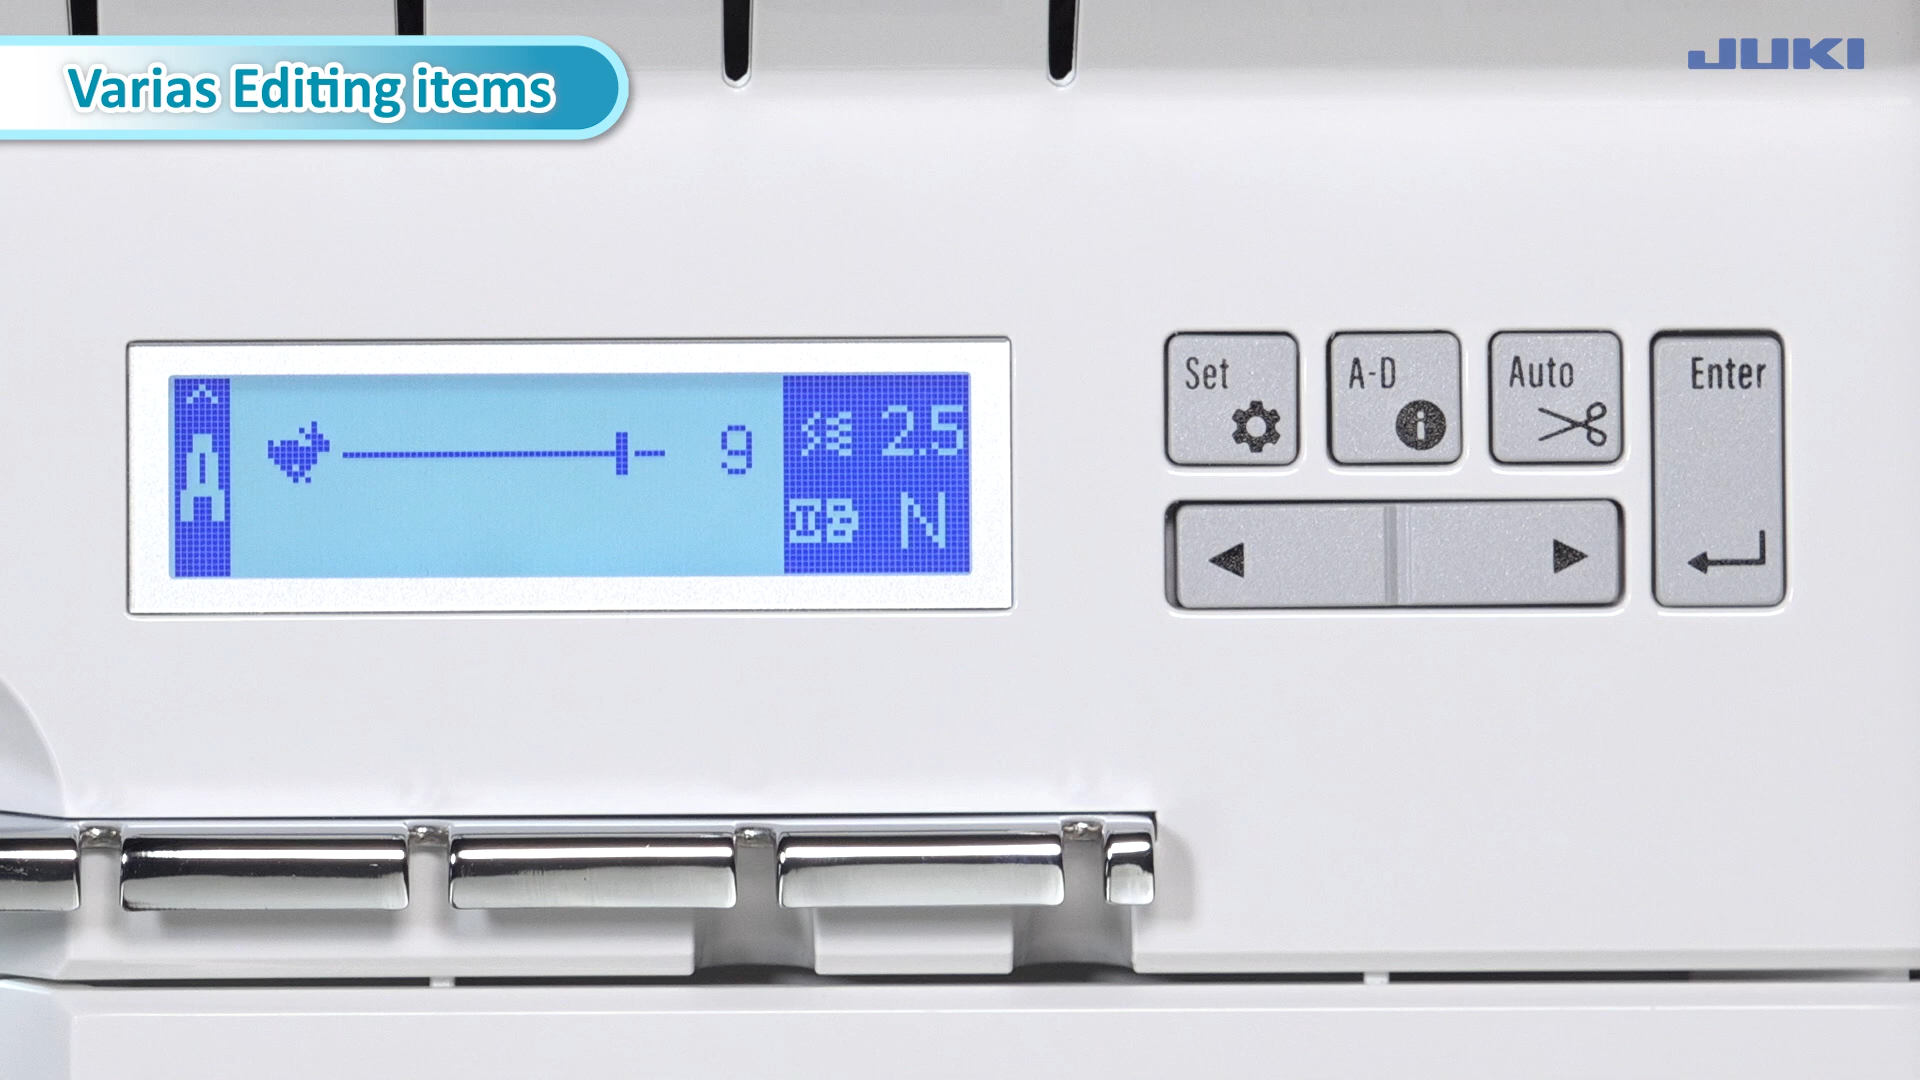 Varias Editing items
JUKI
A
9
2.5
N
Set
A-D
Auto
Enter